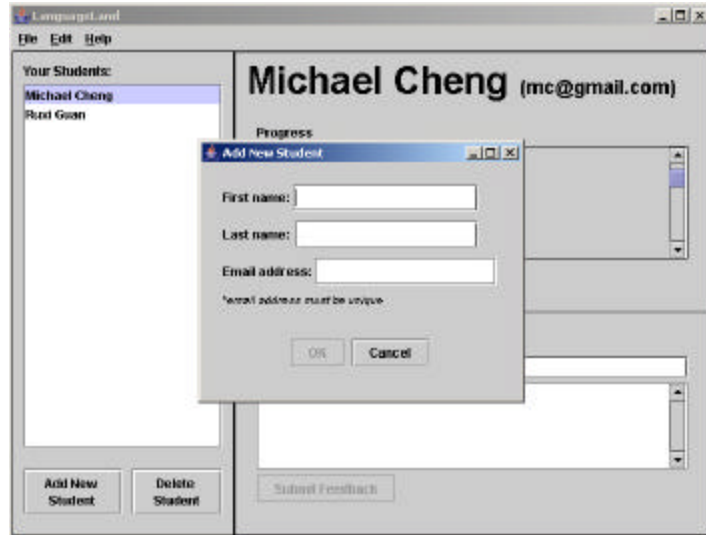 LanguageLand
File Edit Help
Your Students:
Michael Cheng
Ruxi Guan
Michael Cheng (mc@gmail.com)
Progress
Add New Student
First name:
Last name:
Email address:
*email address must be unique
OK
Cancel
Add New
Student
Delete
Student
Submit Feedback